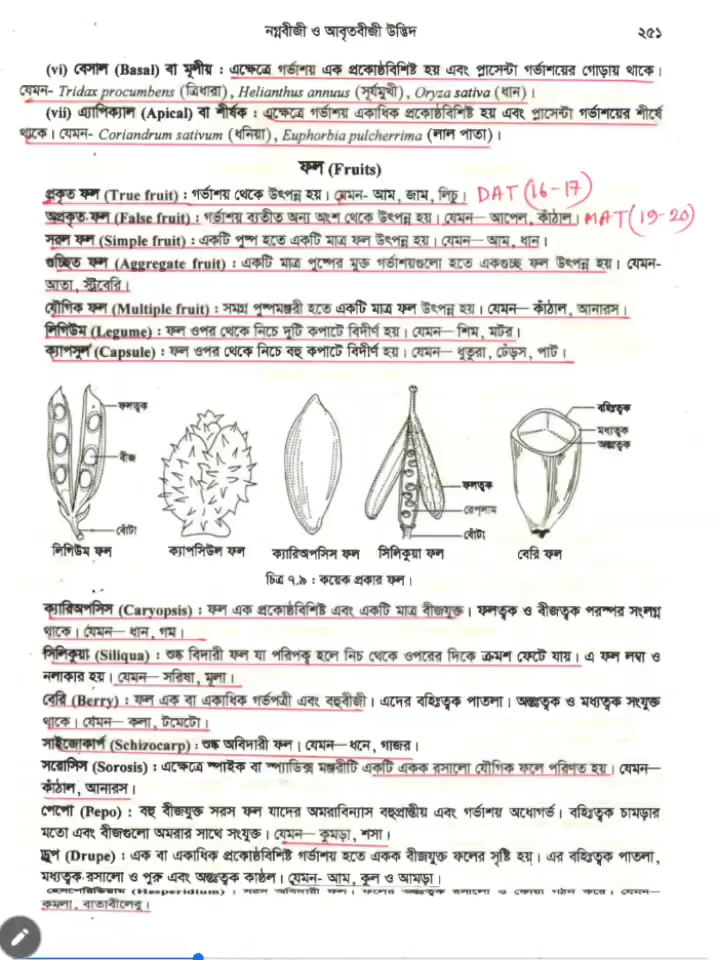 নগ্নবীজী ও আবৃতবীজী উদ্ভিদ
২৫১
(vi) বেসাল (Basal) বা মূলীয় : এক্ষেত্রে গর্ভাশয় এক প্রকোষ্ঠবিশিষ্ট হয় এবং প্লাসেন্টা গর্ভাশয়ের গোড়ায় থাকে।
যেমন- Tridax procumbens (ত্রিধারা), Helianthus annuus (সূর্যমুখী), Oryza sativa (ধান)।
(vii) এ্যাপিক্যাল (Apical) বা শীর্ষক : এক্ষেত্রে গর্ভাশয় একাধিক প্রকোষ্ঠবিশিষ্ট হয় এবং প্লাসেন্টা গর্ভাশয়ের শীর্ষে
থাকে। যেমন- Coriandrum sativum (ধনিয়া), Euphorbia pulcherrima (লাল পাতা)।
ফল (Fruits)
প্রকৃত ফল (True fruit) : গর্ভাশয় থেকে উৎপন্ন হয়। যেমন- আম, জাম, লিচু। DAT (16-17)
অপ্রকৃত ফল (False fruit) : গর্ভাশয় ব্যতীত অন্য অংশ থেকে উৎপন্ন হয়। যেমন— আপেল, কাঁঠাল। MAT (19-20)
সরল ফল (Simple fruit) : একটি পুষ্প হতে একটি মাত্র ফল উৎপন্ন হয়। যেমন— আম, ধান।
গুচ্ছিত ফল (Aggregate fruit) : একটি মাত্র পুষ্পের মুক্ত গর্ভাশয়গুলো হতে একগুচ্ছ ফল উৎপন্ন হয়। যেমন-
আতা, স্ট্রবেরি।
যৌগিক ফল (Multiple fruit) : সমগ্র পুষ্পমঞ্জরী হতে একটি মাত্র ফল উৎপন্ন হয়। যেমন— কাঁঠাল, আনারস।
লিগিউম (Legume) : ফল ওপর থেকে নিচে দুটি কপাটে বিদীর্ণ হয়। যেমন— শিম, মটর।
ক্যাপসুল (Capsule) : ফল ওপর থেকে নিচে বহু কপাটে বিদীর্ণ হয়। যেমন— ধুতুরা, ঢেঁড়স, পাট।
ফলত্বক
বীজ
বোঁটা
লিগিউম ফল
ক্যাপসিউল ফল
ক্যারিঅপসিস ফল
ফলত্বক
রেপলাম
বোঁটা
সিলিকুয়া ফল
বহিঃত্বক
মধ্যত্বক
অন্তঃত্বক
বেরি ফল
চিত্র ৭.৯ : কয়েক প্রকার ফল।
ক্যারিঅপসিস (Caryopsis) : ফল এক প্রকোষ্ঠবিশিষ্ট এবং একটি মাত্র বীজযুক্ত। ফলত্বক ও বীজত্বক পরস্পর সংলগ্ন
থাকে। যেমন— ধান, গম।
সিলিকুয়া (Siliqua) : শুষ্ক বিদারী ফল যা পরিপক্ব হলে নিচ থেকে ওপরের দিকে ক্রমশ ফেটে যায়। এ ফল লম্বা ও
নলাকার হয়। যেমন— সরিষা, মূলা।
বেরি (Berry) : ফল এক বা একাধিক গর্ভপত্রী এবং বহুবীজী। এদের বহিঃত্বক পাতলা। অন্তঃত্বক ও মধ্যত্বক সংযুক্ত
থাকে। যেমন— কলা, টমেটো।
সাইজোকার্প (Schizocarp) : শুষ্ক অবিদারী ফল। যেমন— ধনে, গাজর।
সরোসিস (Sorosis) : এক্ষেত্রে স্পাইক বা স্প্যাডিক্স মঞ্জরীটি একটি একক রসালো যৌগিক ফলে পরিণত হয়। যেমন—
কাঁঠাল, আনারস।
পেপো (Pepo) : বহু বীজযুক্ত সরস ফল যাদের অমরাবিন্যাস বহুপ্রান্তীয় এবং গর্ভাশয় অধোগর্ভ। বহিঃত্বক চামড়ার
মতো এবং বীজগুলো অমরার সাথে সংযুক্ত। যেমন— কুমড়া, শসা।
ড্রুপ (Drupe) : এক বা একাধিক প্রকোষ্ঠবিশিষ্ট গর্ভাশয় হতে একক বীজযুক্ত ফলের সৃষ্টি হয়। এর বহিঃত্বক পাতলা,
মধ্যত্বক রসালো ও পুরু এবং অন্তঃত্বক কাষ্ঠল। যেমন- আম, কুল ও আমড়া।
হেসপেরিডিয়াম (Hesperidium) : সরস অবিদারী ফল। ফলের অন্তঃত্বক রসালো ও কোয়া গঠন করে। যেমন—
কমলা, বাতাবীলেবু।